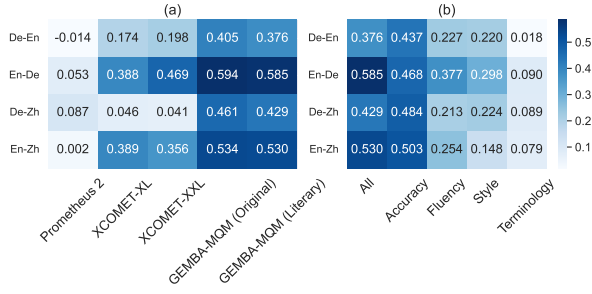 (a)
De-En -0.014 0.174 0.198 0.405 0.376
En-De 0.053 0.388 0.469 0.594 0.585
De-Zh 0.087 0.046 0.041 0.461 0.429
En-Zh 0.002 0.389 0.356 0.534 0.530
Prometheus 2
XCOMET-XL
XCOMET-XXL
GEMBA-MQM (Original)
GEMBA-MQM (Literary)
(b)
De-En 0.376 0.437 0.227 0.220 0.018
En-De 0.585 0.468 0.377 0.298 0.090
De-Zh 0.429 0.484 0.213 0.224 0.089
En-Zh 0.530 0.503 0.254 0.148 0.079
All
Accuracy
Fluency
Style
Terminology
0.5
0.4
0.3
0.2
0.1